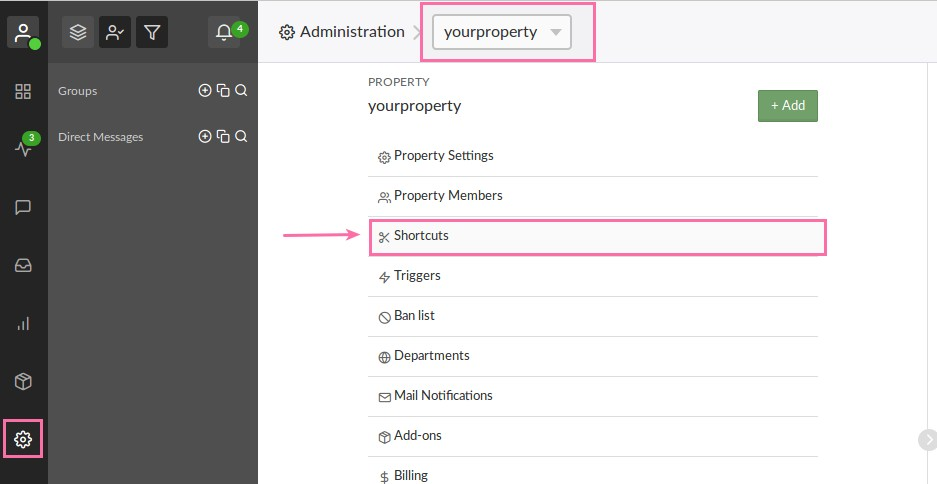 4
Administration
yourproperty
PROPERTY
yourproperty
+ Add
Groups
Direct Messages
3
Property Settings
Property Members
Shortcuts
Triggers
Ban list
Departments
Mail Notifications
Add-ons
Billing